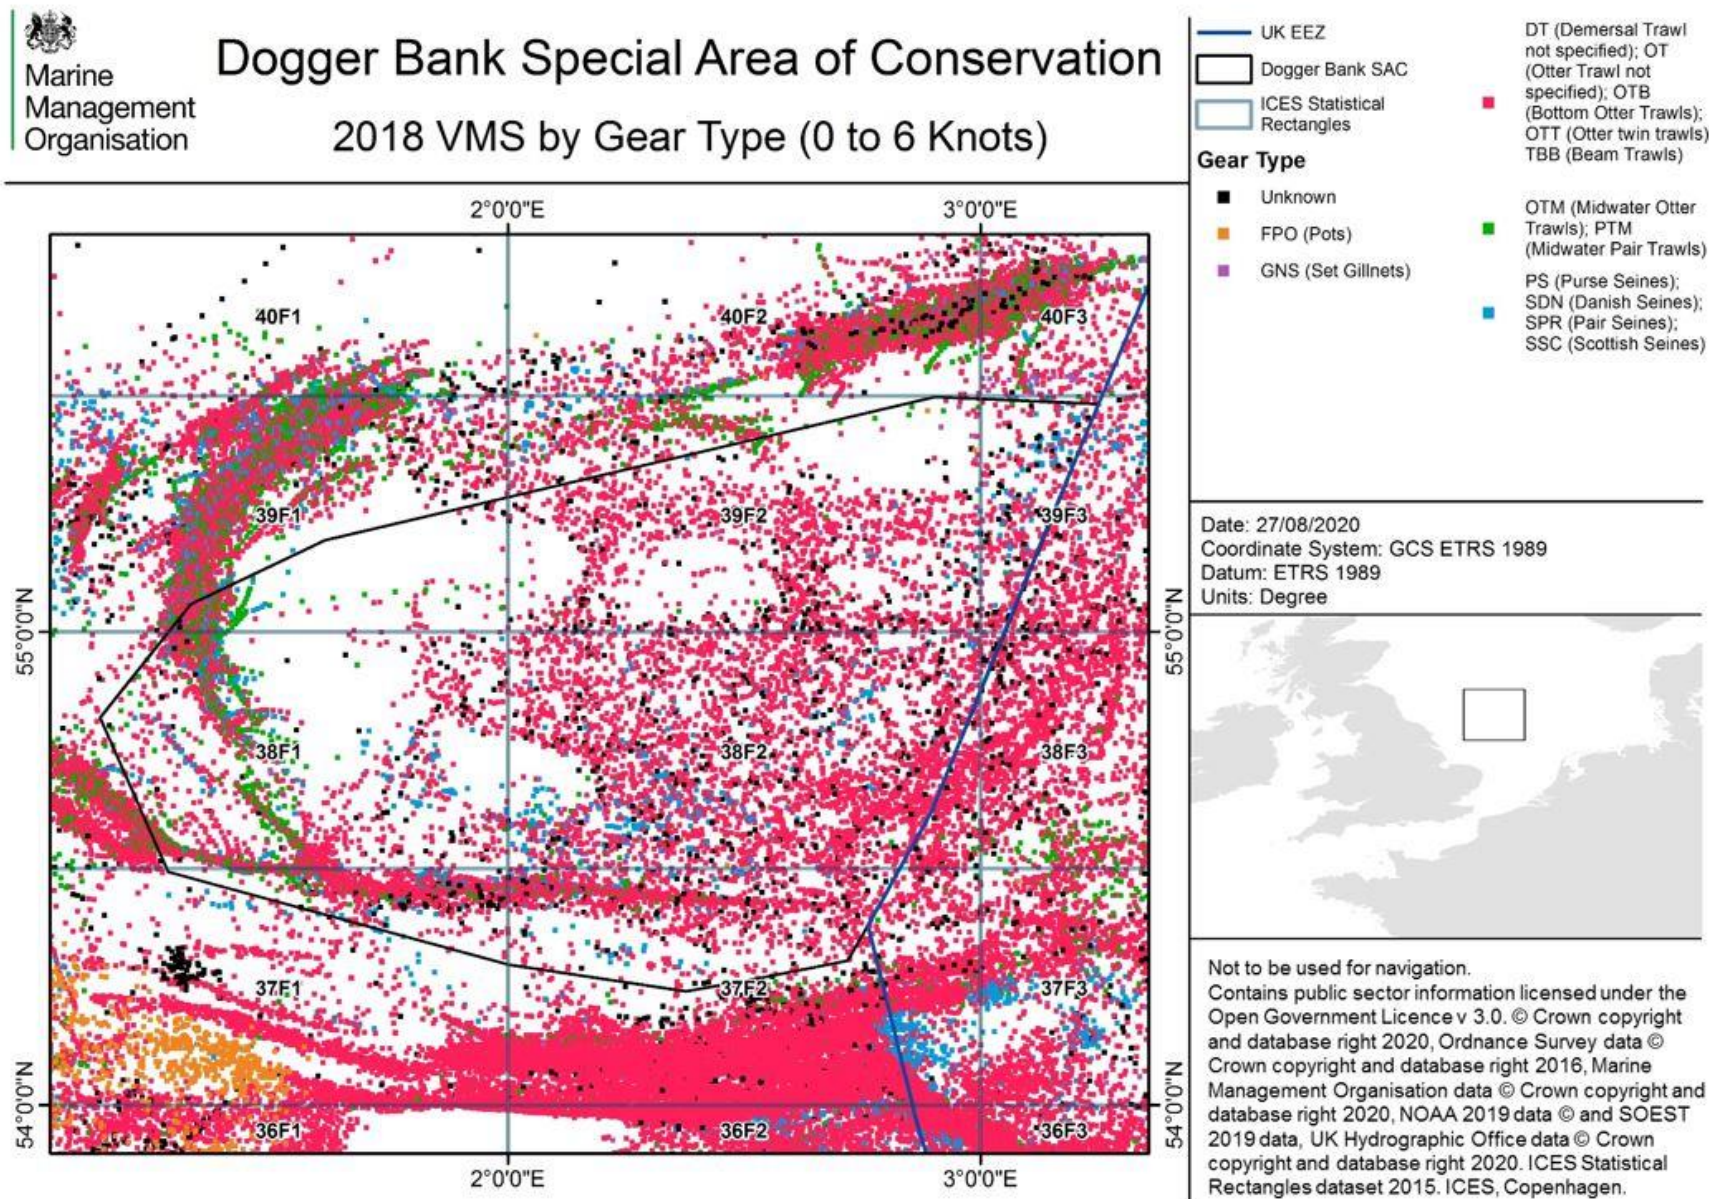 Marine
Management
Organisation
Dogger Bank Special Area of Conservation
2018 VMS by Gear Type (0 to 6 Knots)
UK EEZ
Dogger Bank SAC
ICES Statistical
Rectangles
Gear Type
Unknown
FPO (Pots)
GNS (Set Gillnets)
DT (Demersal Trawl
not specified); OT
(Otter Trawl not
specified); OTB
(Bottom Otter Trawls);
OTT (Otter twin trawls)
TBB (Beam Trawls)
OTM (Midwater Otter
Trawls); PTM
(Midwater Pair Trawls)
PS (Purse Seines);
SDN (Danish Seines);
SPR (Pair Seines);
SSC (Scottish Seines)
2°0'0"E
3°0'0"E
40F1
40F2
40F3
39F1
39F2
39F3
55°0'0"N
55°0'0"N
38F1
38F2
38F3
37F1
37F2
37F3
54°0'0"N
54°0'0"N
36F1
36F2
36F3
2°0'0"E
3°0'0"E
Date: 27/08/2020
Coordinate System: GCS ETRS 1989
Datum: ETRS 1989
Units: Degree
Not to be used for navigation.
Contains public sector information licensed under the
Open Government Licence v 3.0. © Crown copyright
and database right 2020, Ordnance Survey data ©
Crown copyright and database right 2016, Marine
Management Organisation data © Crown copyright and
database right 2020, NOAA 2019 data © and SOEST
2019 data, UK Hydrographic Office data © Crown
copyright and database right 2020. ICES Statistical
Rectangles dataset 2015. ICES, Copenhagen.